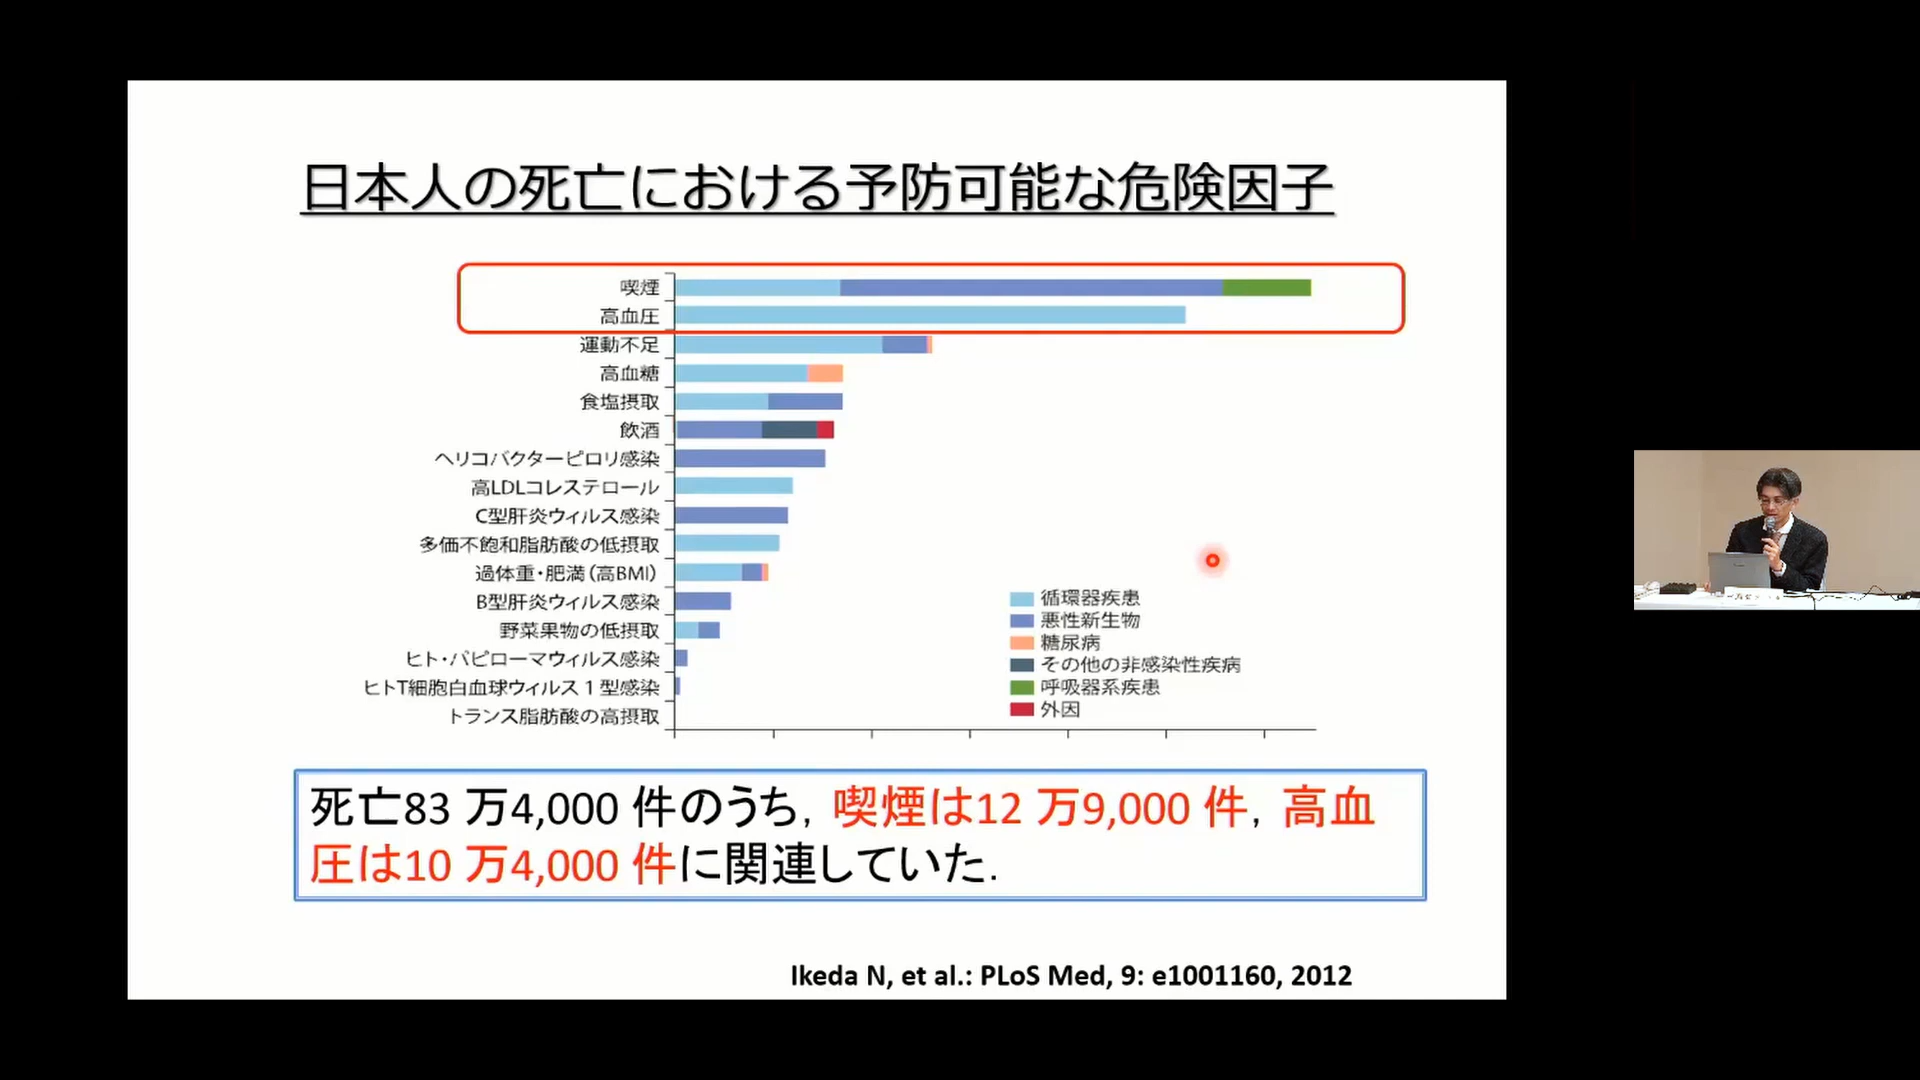 日本人の死亡における予防可能な危険因子
喫煙
高血圧
運動不足
高血糖
食塩摂取
飲酒
ヘリコバクターピロリ感染
高LDLコレステロール
C型肝炎ウィルス感染
多価不飽和脂肪酸の低摂取
過体重・肥満（高BMI）
B型肝炎ウィルス感染
野菜果物の低摂取
ヒト・パピローマウィルス感染
ヒトT細胞白血球ウィルス１型感染
トランス脂肪酸の高摂取
循環器疾患
悪性新生物
糖尿病
その他の非感染性疾病
呼吸器系疾患
外因
死亡83 万4,000 件のうち，喫煙は12 万9,000 件，高血
圧は10 万4,000 件に関連していた．
Ikeda N, et al.: PLoS Med, 9: e1001160, 2012